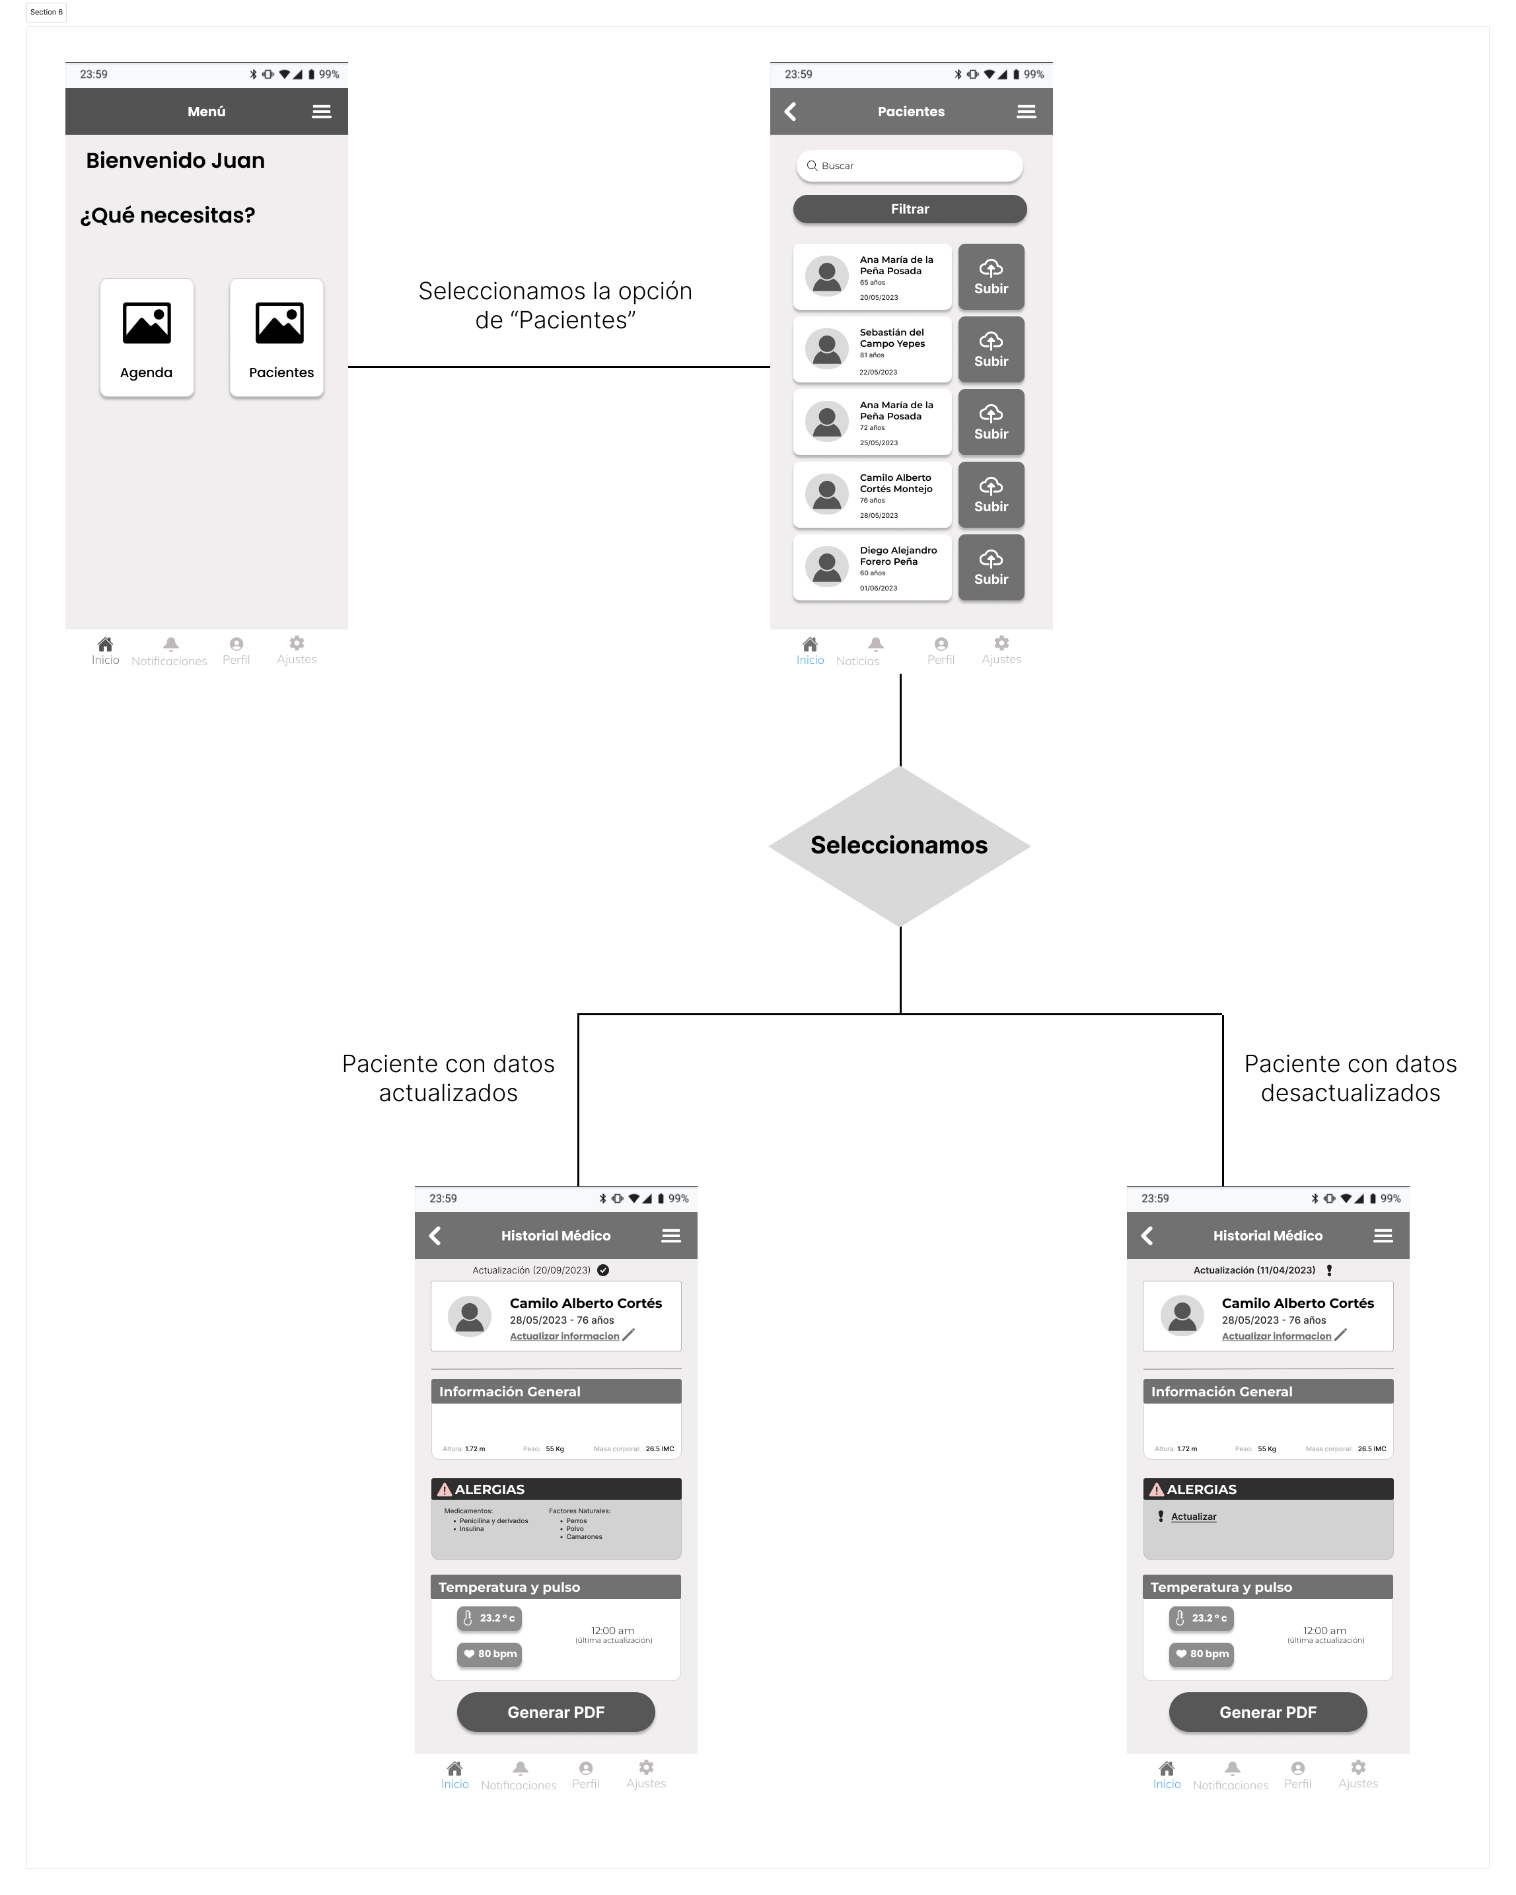 Section 6
23:59 99%
Menú
Bienvenido Juan
¿Qué necesitas?
Agenda Pacientes
Inicio Notificaciones Perfil Ajustes
Seleccionamos la opción
de “Pacientes”
23:59 99%
Pacientes
Buscar
Filtrar
Ana María de la
Peña Posada
65 años
20/05/2023
Subir
Sebastián del
Campo Yepes
81 años
22/05/2023
Subir
Ana María de la
Peña Posada
72 años
25/05/2023
Subir
Camilo Alberto
Cortés Montejo
76 años
28/05/2023
Subir
Diego Alejandro
Forero Peña
60 años
01/06/2023
Subir
Inicio Noticias Perfil Ajustes
Seleccionamos
Paciente con datos
actualizados
Paciente con datos
desactualizados
23:59 99%
Historial Médico
Actualización (20/09/2023)
Camilo Alberto Cortés
28/05/2023 - 76 años
Actualizar informacion
Información General
Altura: 1.72 m Peso: 55 Kg Masa corporal: 26.5 IMC
ALERGIAS
Medicamentos:
• Penicilina y derivados
• Insulina
Factores Naturales:
• Perros
• Polvo
• Camarones
Temperatura y pulso
23.2 º c
80 bpm
12:00 am
(última actualización)
Generar PDF
Inicio Notificaciones Perfil Ajustes
23:59 99%
Historial Médico
Actualización (11/04/2023)
Camilo Alberto Cortés
28/05/2023 - 76 años
Actualizar informacion
Información General
Altura: 1.72 m Peso: 55 Kg Masa corporal: 26.5 IMC
ALERGIAS
Actualizar
Temperatura y pulso
23.2 º c
80 bpm
12:00 am
(última actualización)
Generar PDF
Inicio Notificaciones Perfil Ajustes